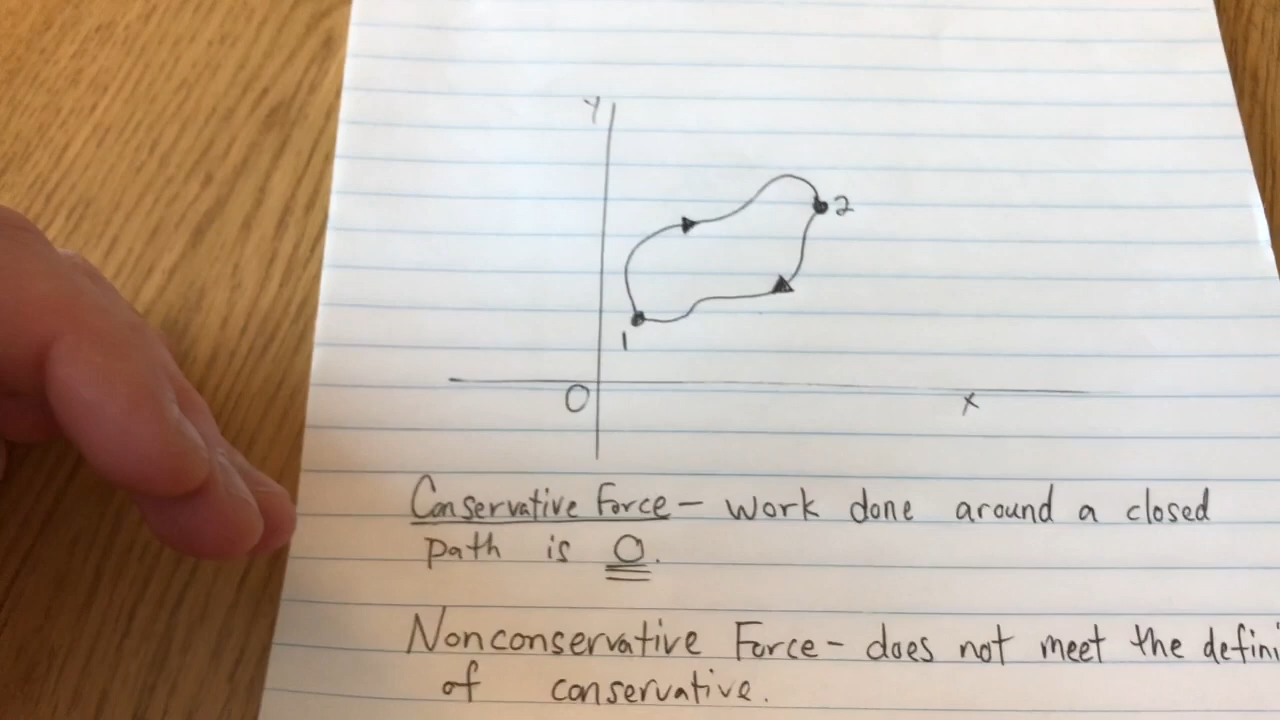 Y
2
1
O
x
Conservative Force - work done around a closed
path is 0.
Nonconservative Force - does not meet the defini
of conservative.